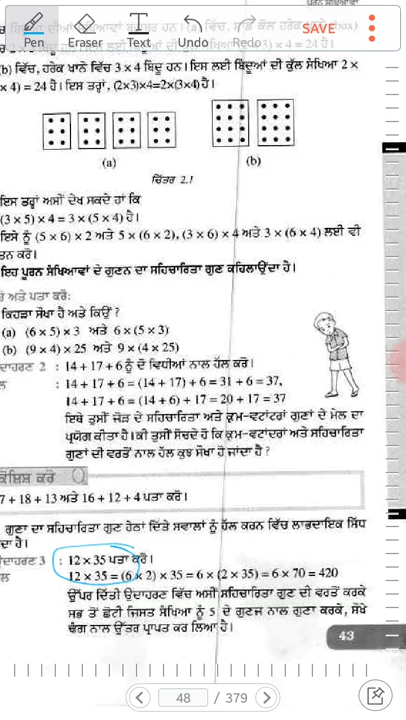 Pen Eraser Text Undo Redo SAVE
(b) ਵਿੱਚ, ਹਰੇਕ ਖਾਨੇ ਵਿੱਚ 3 × 4 ਬਿੰਦੂ ਹਨ। ਇਸ ਲਈ ਬਿੰਦੂਆਂ ਦੀ ਕੁੱਲ ਸੰਖਿਆ 2 ×
× 4) = 24 ਹੈ। ਇਸ ਤਰ੍ਹਾਂ, (2×3)×4=2×(3×4)ਹੈ।
(a) (b)
ਚਿੱਤਰ 2.1
ਇਸ ਤਰ੍ਹਾਂ ਅਸੀਂ ਦੇਖ ਸਕਦੇ ਹਾਂ ਕਿ
(3 × 5) × 4 = 3 × (5 × 4) ਹੈ।
ਇਸੇ ਨੂੰ (5 × 6) × 2 ਅਤੇ 5 × (6 × 2), (3 × 6) × 4 ਅਤੇ 3 × (6 × 4) ਲਈ ਵੀ
ਕਰੋ।
ਇਹ ਪੂਰਨ ਸੰਖਿਆਵਾਂ ਦੇ ਗੁਣਨ ਦਾ ਸਹਿਚਾਰਿਤਾ ਗੁਣ ਕਹਿਲਾਉਂਦਾ ਹੈ।
ਅਤੇ ਪਤਾ ਕਰੋ:
ਕਿਹੜਾ ਸੌਖਾ ਹੈ ਅਤੇ ਕਿਉਂ ?
(a) (6 × 5) × 3 ਅਤੇ 6 × (5 × 3)
(b) (9 × 4) × 25 ਅਤੇ 9 × (4 × 25)
ਦਾਹਰਣ 2 : 14 + 17 + 6 ਨੂੰ ਦੋ ਵਿਧੀਆਂ ਨਾਲ ਹੱਲ ਕਰੋ।
ਲ : 14 + 17 + 6 = (14 + 17) + 6 = 31 + 6 = 37,
14 + 17 + 6 = (14 + 6) + 17 = 20 + 17 = 37
ਇਥੇ ਤੁਸੀਂ ਜੋੜ ਦੇ ਸਹਿਚਾਰਿਤਾ ਅਤੇ ਕ੍ਰਮ-ਵਟਾਂਦਰਾਂ ਗੁਣਾਂ ਦੇ ਮੇਲ ਦਾ
ਪ੍ਰਯੋਗ ਕੀਤਾ ਹੈ। ਕੀ ਤੁਸੀਂ ਸੋਚਦੇ ਹੋ ਕਿ ਕ੍ਰਮ-ਵਟਾਂਦਰਾਂ ਅਤੇ ਸਹਿਚਾਰਿਤਾ
ਗੁਣਾਂ ਦੀ ਵਰਤੋਂ ਨਾਲ ਹੱਲ ਕੁਝ ਸੌਖਾ ਹੋ ਜਾਂਦਾ ਹੈ ?
ਕੋਸ਼ਿਸ਼ ਕਰੋ
7 + 18 + 13 ਅਤੇ 16 + 12 + 4 ਪਤਾ ਕਰੋ।
ਗੁਣਾ ਦਾ ਸਹਿਚਾਰਿਤਾ ਗੁਣ ਹੇਠਾਂ ਦਿੱਤੇ ਸਵਾਲਾਂ ਨੂੰ ਹੱਲ ਕਰਨ ਵਿੱਚ ਲਾਭਦਾਇਕ ਸਿੱਧ
ਦਾ ਹੈ।
ਦਾਹਰਣ 3 : 12 × 35 ਪਤਾ ਕਰੋ।
ਲ 12 × 35 = (6 × 2) × 35 = 6 × (2 × 35) = 6 × 70 = 420
ਉੱਪਰ ਦਿੱਤੀ ਉਦਾਹਰਣ ਵਿੱਚ ਅਸੀਂ ਸਹਿਚਾਰਿਤਾ ਗੁਣ ਦੀ ਵਰਤੋਂ ਕਰਕੇ
ਸਭ ਤੋਂ ਛੋਟੀ ਜਿਸਤ ਸੰਖਿਆ ਨੂੰ 5 ਦੇ ਗੁਣਜ ਨਾਲ ਗੁਣਾ ਕਰਕੇ, ਸੌਖੇ
ਢੰਗ ਨਾਲ ਉੱਤਰ ਪ੍ਰਾਪਤ ਕਰ ਲਿਆ ਹੈ।
43
48 / 379